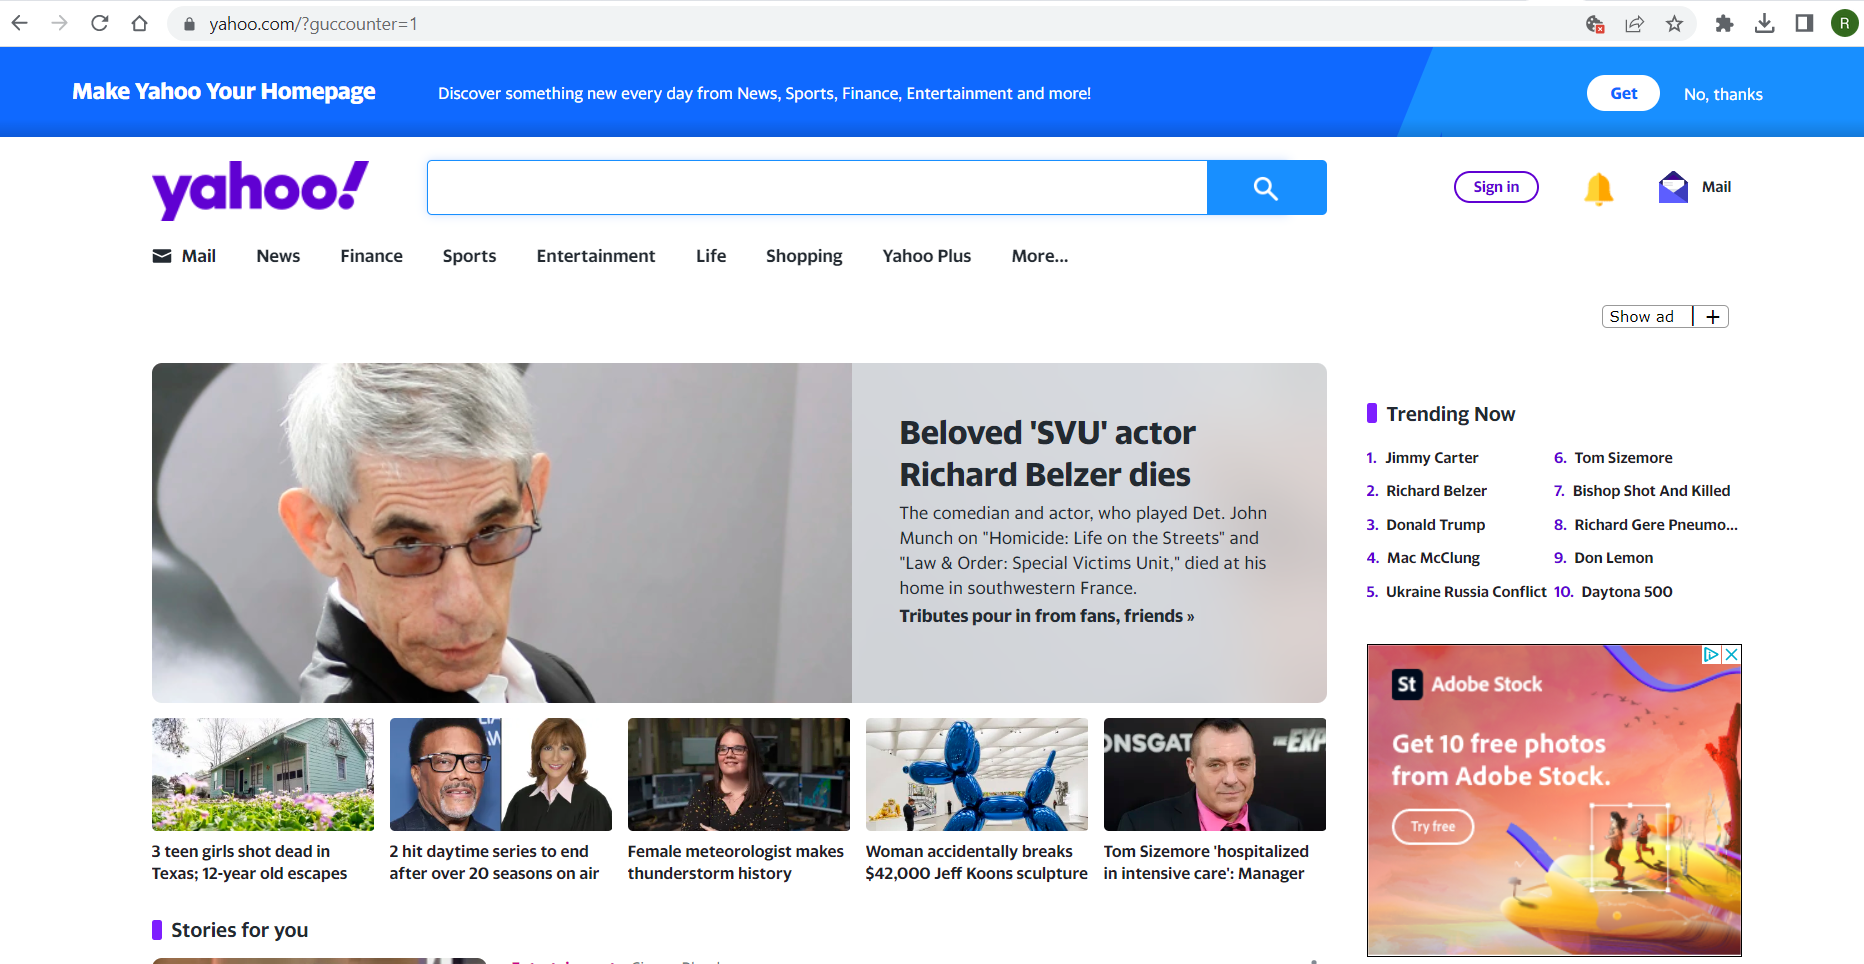 yahoo.com/?guccounter=1
R
Make Yahoo Your Homepage
Discover something new every day from News, Sports, Finance, Entertainment and more!
Get
No, thanks
yahoo!
Sign in
Mail
Mail
News
Finance
Sports
Entertainment
Life
Shopping
Yahoo Plus
More...
Show ad
+
Beloved 'SVU' actor
Richard Belzer dies
The comedian and actor, who played Det. John
Munch on "Homicide: Life on the Streets" and
"Law & Order: Special Victims Unit," died at his
home in southwestern France.
Tributes pour in from fans, friends »
3 teen girls shot dead in
Texas; 12-year old escapes
2 hit daytime series to end
after over 20 seasons on air
Female meteorologist makes
thunderstorm history
Woman accidentally breaks
$42,000 Jeff Koons sculpture
ONSGAT
THE EXP
Tom Sizemore 'hospitalized
in intensive care': Manager
Stories for you
Trending Now
1. Jimmy Carter
2. Richard Belzer
3. Donald Trump
4. Mac McClung
5. Ukraine Russia Conflict
6. Tom Sizemore
7. Bishop Shot And Killed
8. Richard Gere Pneumo...
9. Don Lemon
10. Daytona 500
St Adobe Stock
Get 10 free photos
from Adobe Stock.
Try free